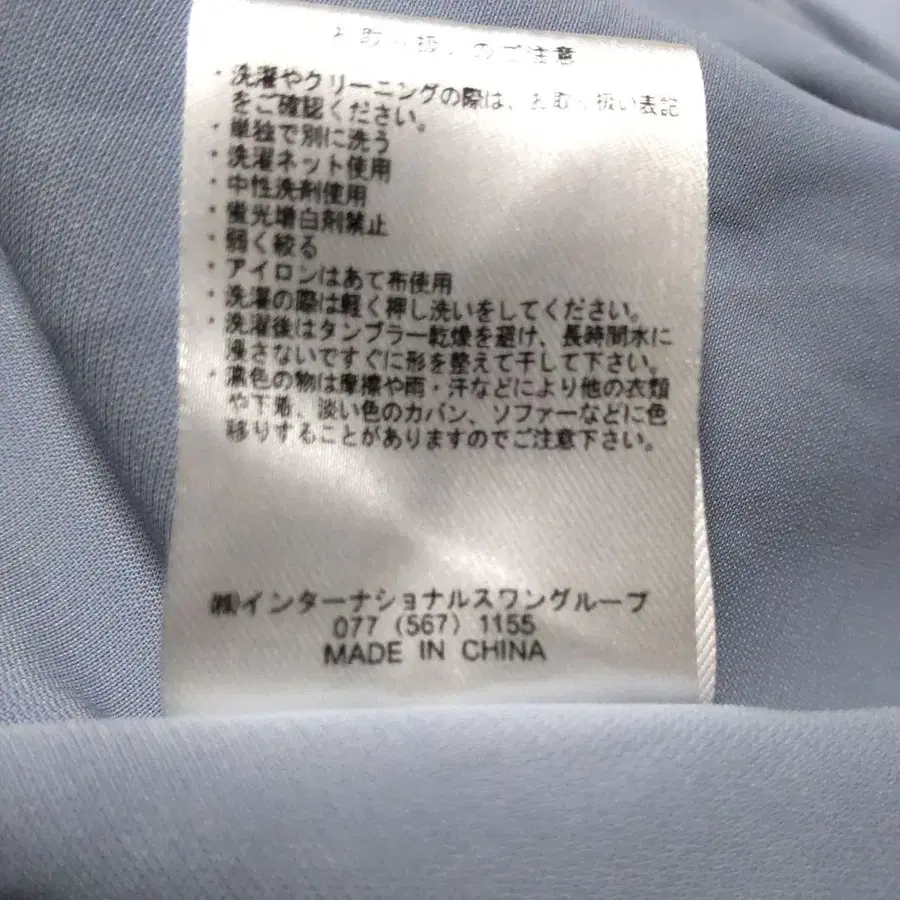 お取り扱いのご注意
・洗濯やクリーニングの際は、お取り扱い表記
をご確認ください。
・単独で別に洗う
・洗濯ネット使用
・中性洗剤使用
・蛍光増白剤禁止
・弱く絞る
・アイロンはあて布使用
・洗濯の際は軽く押し洗いをしてください。
・洗濯後はタンブラー乾燥を避け、長時間水に
浸さないですぐに形を整えて干して下さい。
・濃色の物は摩擦や雨・汗などにより他の衣類
や下着、淡い色のカバン、ソファーなどに色
移りすることがありますのでご注意下さい。
㈱インターナショナルスワングループ
077 (567) 1155
MADE IN CHINA